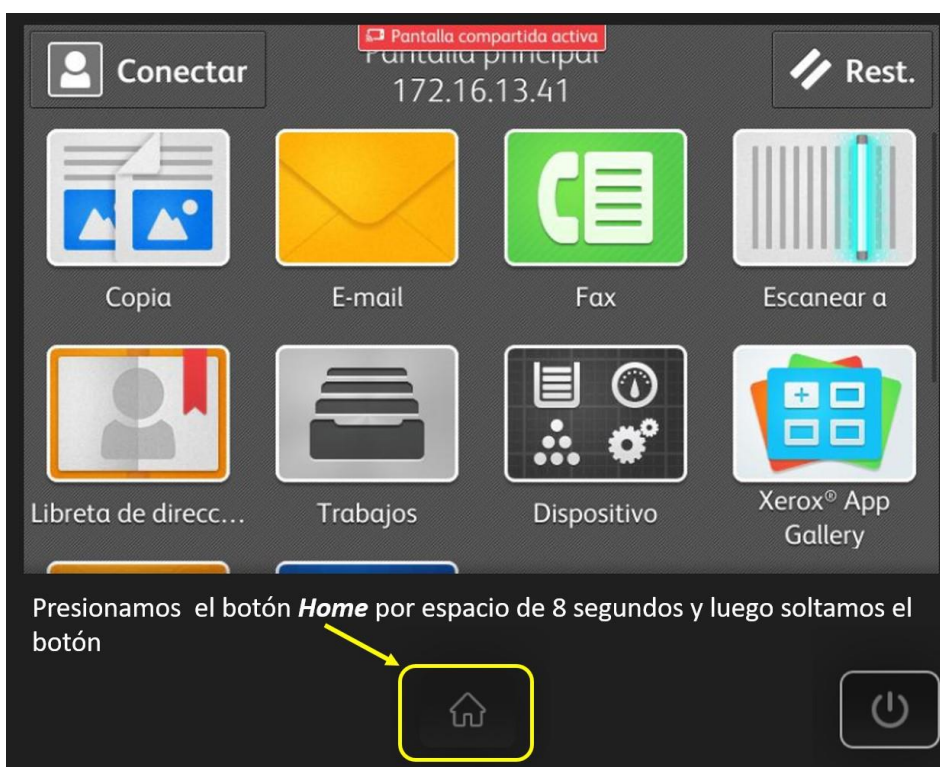 Pantalla compartida activa
Conectar
Pantalla principal
Rest.
172.16.13.41
Copia
E-mail
Fax
Escanear a
Libreta de direcc...
Trabajos
Dispositivo
Xerox® App
Gallery
Presionamos el botón Home por espacio de 8 segundos y luego soltamos el
botón